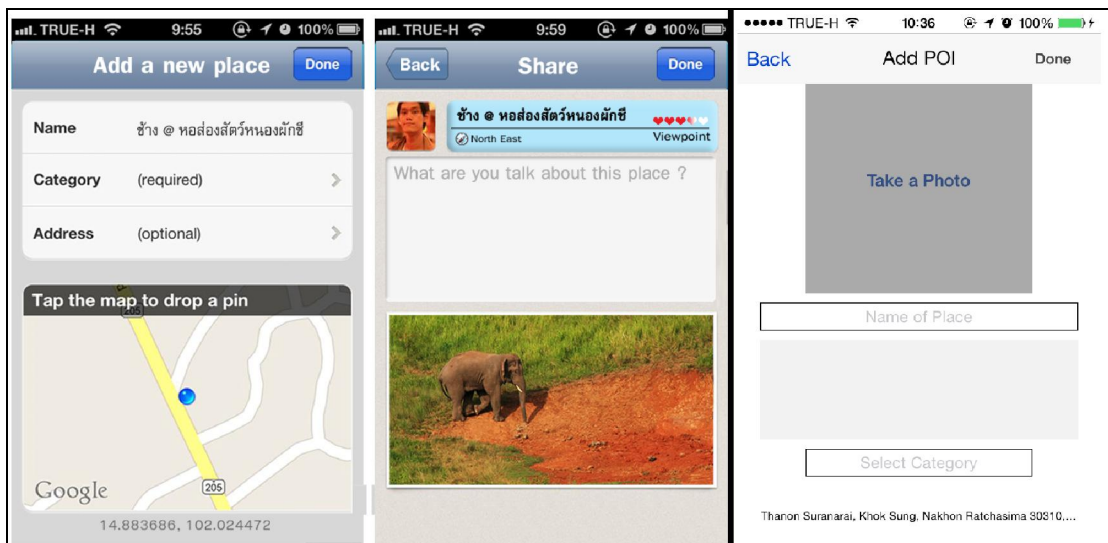 TRUE-H 9:55 100%
Add a new place Done
Name ช้าง @ หอส่องสัตว์หนองผักชี
Category (required)
Address (optional)
Tap the map to drop a pin
205
205
Google
14.883686, 102.024472
TRUE-H 9:59 100%
Back Share Done
ช้าง @ หอส่องสัตว์หนองผักชี
North East Viewpoint
What are you talk about this place ?
TRUE-H 10:36 100%
Back Add POI Done
Take a Photo
Name of Place
Select Category
Thanon Suranarai, Khok Sung, Nakhon Ratchasima 30310,...